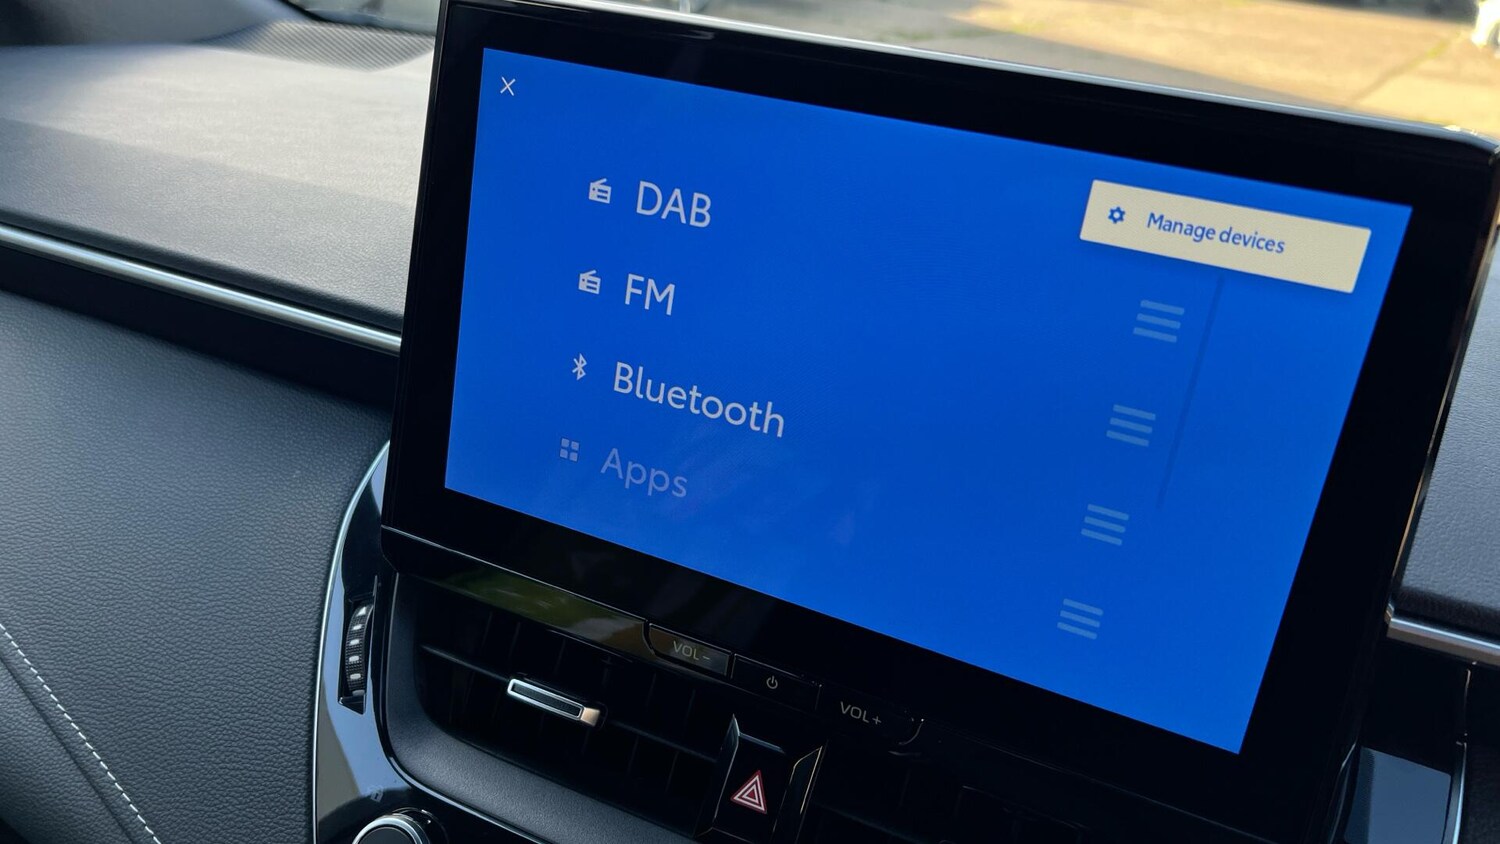 DAB
Manage devices
FM
Bluetooth
Apps
VOL-
VOL+